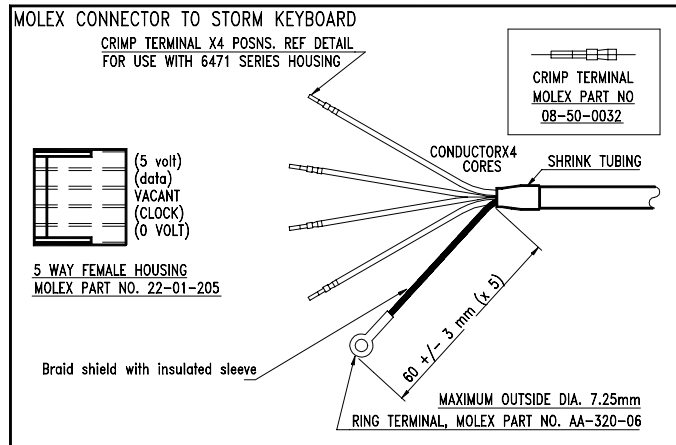 MOLEX CONNECTOR TO STORM KEYBOARD
CRIMP TERMINAL X4 POSNS. REF DETAIL
FOR USE WITH 6471 SERIES HOUSING
CRIMP TERMINAL
MOLEX PART NO
08-50-0032
CONDUCTORX4
CORES
SHRINK TUBING
(5 volt)
(data)
VACANT
(CLOCK)
(0 VOLT)
5 WAY FEMALE HOUSING
MOLEX PART NO. 22-01-205
60 +/- 3 mm (x 5)
Braid shield with insulated sleeve
MAXIMUM OUTSIDE DIA. 7.25mm
RING TERMINAL, MOLEX PART NO. AA-320-06